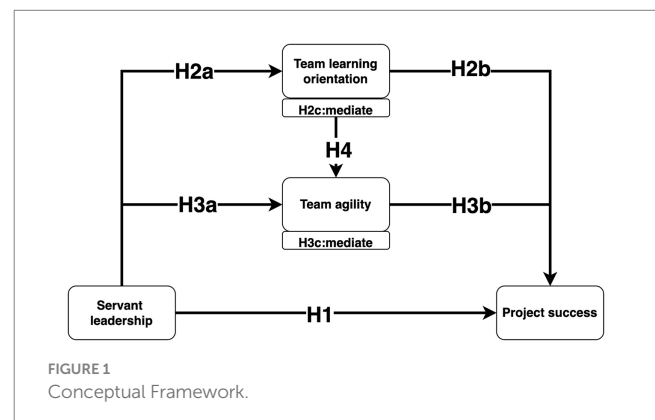 Team learning
orientation
H2a
H2b
H2c:mediate
H4
H3a
Team agility
H3b
H3c:mediate
Servant
leadership
H1
Project success
FIGURE 1
Conceptual Framework.